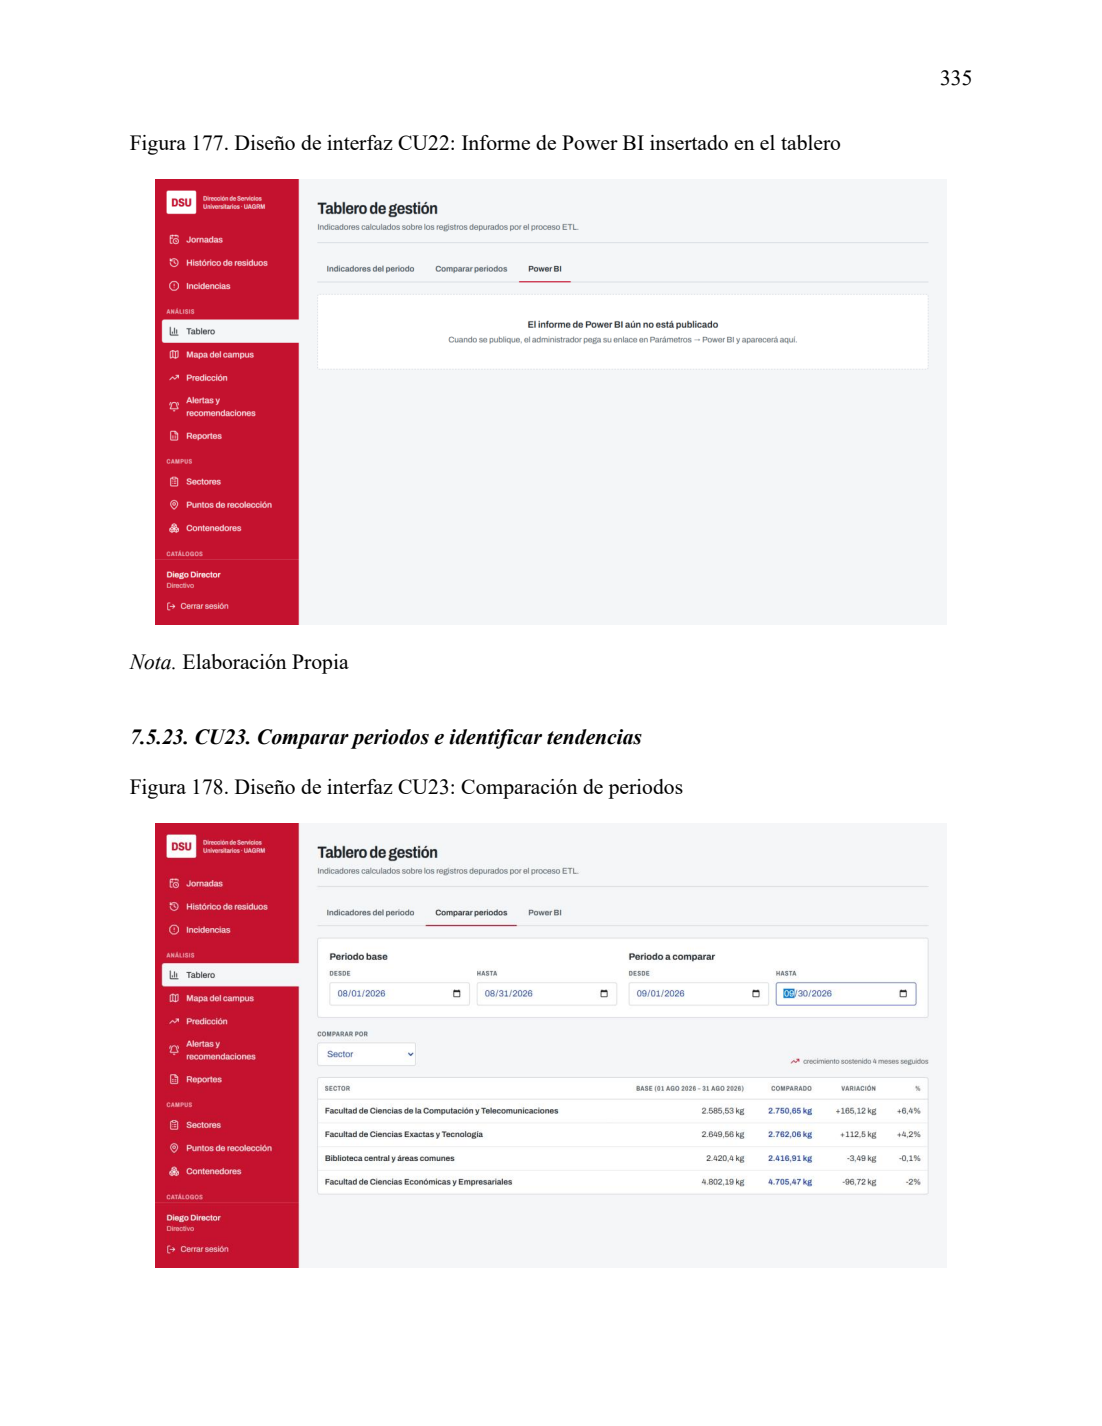 335
Figura 177. Diseño de interfaz CU22: Informe de Power BI insertado en el tablero
DSU
Dirección de Servicios
Universitarios · UAGRM
Jornadas
Histórico de residuos
Incidencias
ANÁLISIS
Tablero
Mapa del campus
Predicción
Alertas y
recomendaciones
Reportes
CAMPUS
Sectores
Puntos de recolección
Contenedores
CATÁLOGOS
Diego Director
Directivo
Cerrar sesión
Tablero de gestión
Indicadores calculados sobre los registros depurados por el proceso ETL.
Indicadores del periodo Comparar periodos Power BI
El informe de Power BI aún no está publicado
Cuando se publique, el administrador pega su enlace en Parámetros → Power BI y aparecerá aquí.
Nota. Elaboración Propia
7.5.23. CU23. Comparar periodos e identificar tendencias
Figura 178. Diseño de interfaz CU23: Comparación de periodos
DSU
Dirección de Servicios
Universitarios · UAGRM
Jornadas
Histórico de residuos
Incidencias
ANÁLISIS
Tablero
Mapa del campus
Predicción
Alertas y
recomendaciones
Reportes
CAMPUS
Sectores
Puntos de recolección
Contenedores
CATÁLOGOS
Diego Director
Directivo
Cerrar sesión
Tablero de gestión
Indicadores calculados sobre los registros depurados por el proceso ETL.
Indicadores del periodo Comparar periodos Power BI
Periodo base Periodo a comparar
DESDE HASTA DESDE HASTA
08/01/2026 08/31/2026 09/01/2026 09/30/2026
COMPARAR POR
Sector
crecimiento sostenido 4 meses seguidos
SECTOR BASE (01 AGO 2026 - 31 AGO 2026) COMPARADO VARIACIÓN %
Facultad de Ciencias de la Computación y Telecomunicaciones 2.585,53 kg 2.750,65 kg +165,12 kg +6,4%
Facultad de Ciencias Exactas y Tecnología 2.649,56 kg 2.762,06 kg +112,5 kg +4,2%
Biblioteca central y áreas comunes 2.420,4 kg 2.416,91 kg -3,49 kg -0,1%
Facultad de Ciencias Económicas y Empresariales 4.802,19 kg 4.705,47 kg -96,72 kg -2%